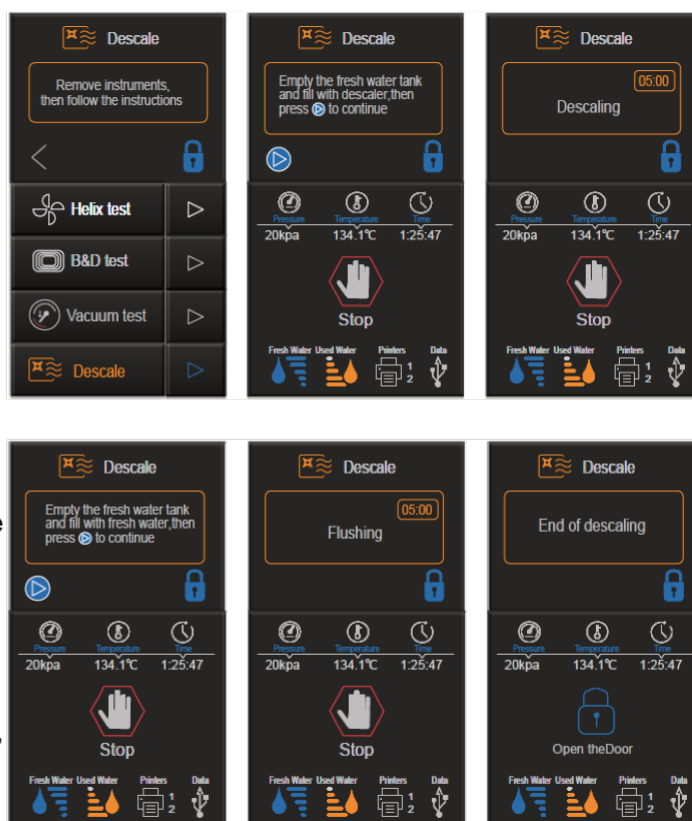 Descale
Remove instruments,
then follow the instructions
Helix test
B&D test
Vacuum test
Descale
Descale
Empty the fresh water tank
and fill with descaler,then
press to continue
Pressure Temperature Time
20kpa 134.1℃ 1:25:47
Stop
Fresh Water Used Water Printers Data
1
2
Descale
05:00
Descaling
Pressure Temperature Time
20kpa 134.1℃ 1:25:47
Stop
Fresh Water Used Water Printers Data
1
2
e
,
Descale
Empty the fresh water tank
and fill with fresh water,then
press to continue
Pressure Temperature Time
20kpa 134.1℃ 1:25:47
Stop
Fresh Water Used Water Printers Data
1
2
Descale
05:00
Flushing
Pressure Temperature Time
20kpa 134.1℃ 1:25:47
Stop
Fresh Water Used Water Printers Data
1
2
Descale
End of descaling
Pressure Temperature Time
20kpa 134.1℃ 1:25:47
Open theDoor
Fresh Water Used Water Printers Data
1
2